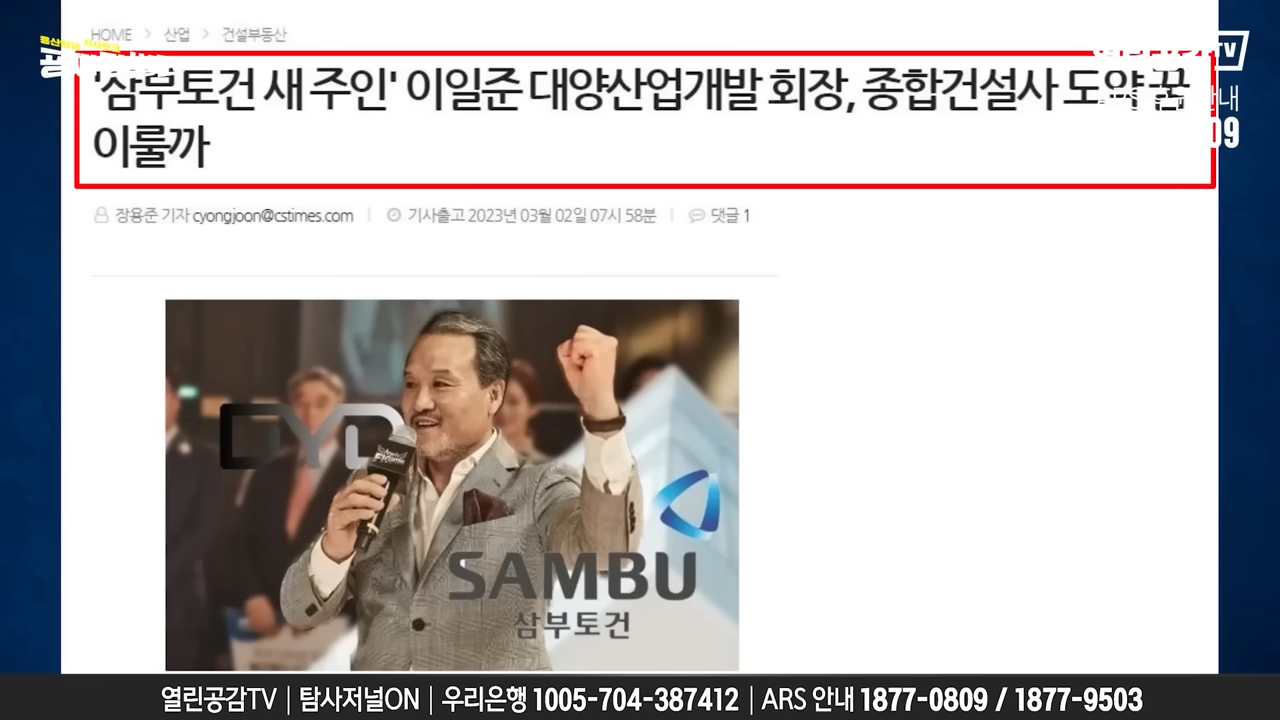 HOME > 산업 > 건설부동산
'삼부토건 새 주인' 이일준 대양산업개발 회장, 종합건설사 도약 꿈
이룰까
장용준 기자 cyongjoon@cstimes.com | 기사출고 2023년 03월 02일 07시 58분 | 댓글 1
DYD
SAMBU
삼부토건
열린공감TV | 탐사저널ON | 우리은행 1005-704-387412 | ARS 안내 1877-0809 / 1877-9503